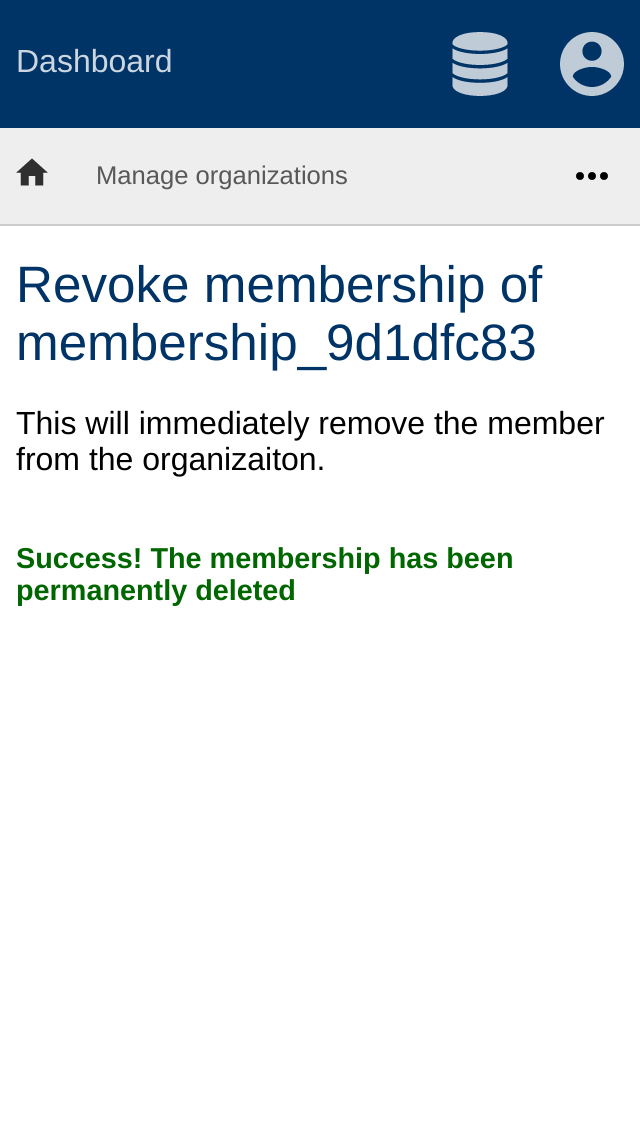 Dashboard
Manage organizations
Revoke membership of
membership_9d1dfc83
This will immediately remove the member
from the organizaiton.
Success! The membership has been
permanently deleted